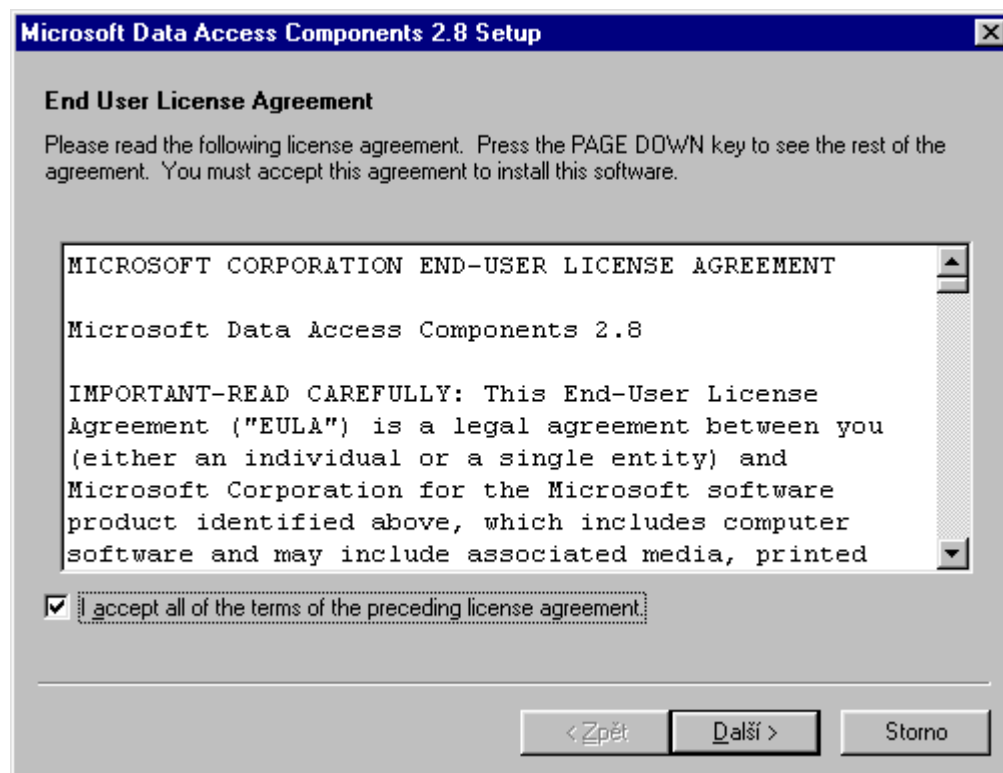 Microsoft Data Access Components 2.8 Setup
End User License Agreement
Please read the following license agreement. Press the PAGE DOWN key to see the rest of the
agreement. You must accept this agreement to install this software.
MICROSOFT CORPORATION END-USER LICENSE AGREEMENT
Microsoft Data Access Components 2.8
IMPORTANT-READ CAREFULLY: This End-User License
Agreement ("EULA") is a legal agreement between you
(either an individual or a single entity) and
Microsoft Corporation for the Microsoft software
product identified above, which includes computer
software and may include associated media, printed
I accept all of the terms of the preceding license agreement.
< Zpět Další > Storno